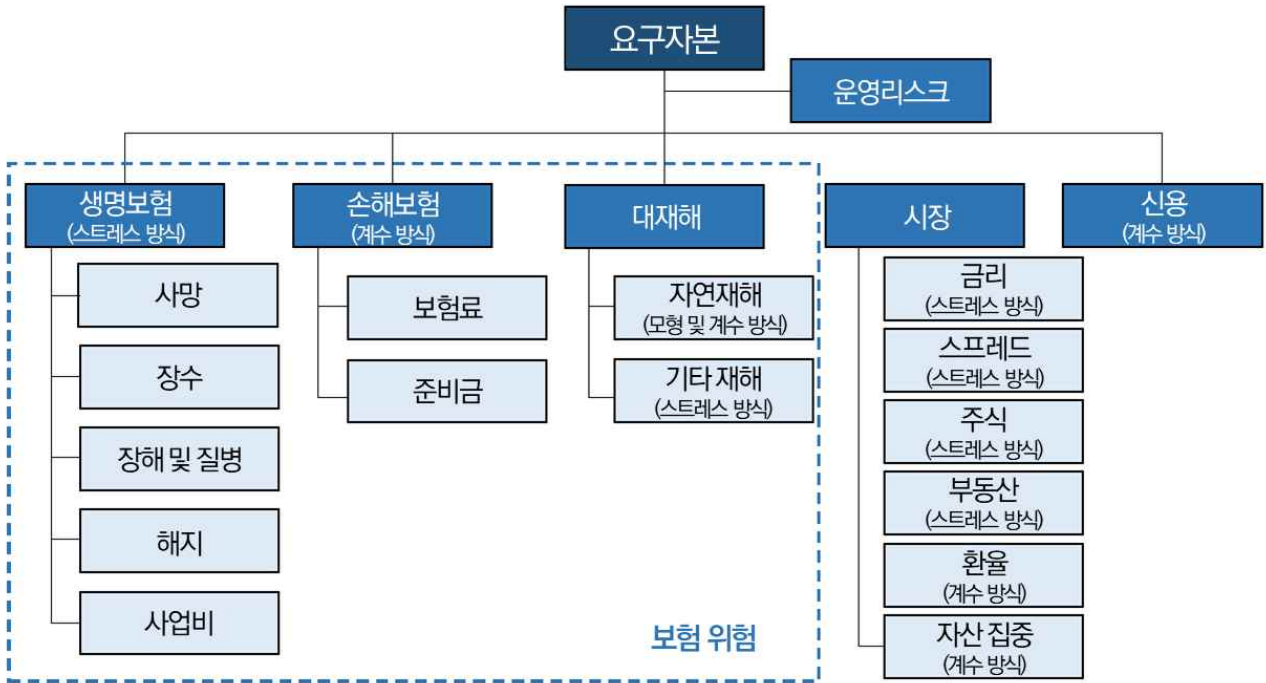 요구자본
운영리스크
생명보험
(스트레스 방식)
사망
장수
장해 및 질병
해지
사업비
손해보험
(계수 방식)
보험료
준비금
대재해
자연재해
(모형 및 계수 방식)
기타 재해
(스트레스 방식)
보험 위험
시장
금리
(스트레스 방식)
스프레드
(스트레스 방식)
주식
(스트레스 방식)
부동산
(스트레스 방식)
환율
(계수 방식)
자산 집중
(계수 방식)
신용
(계수 방식)